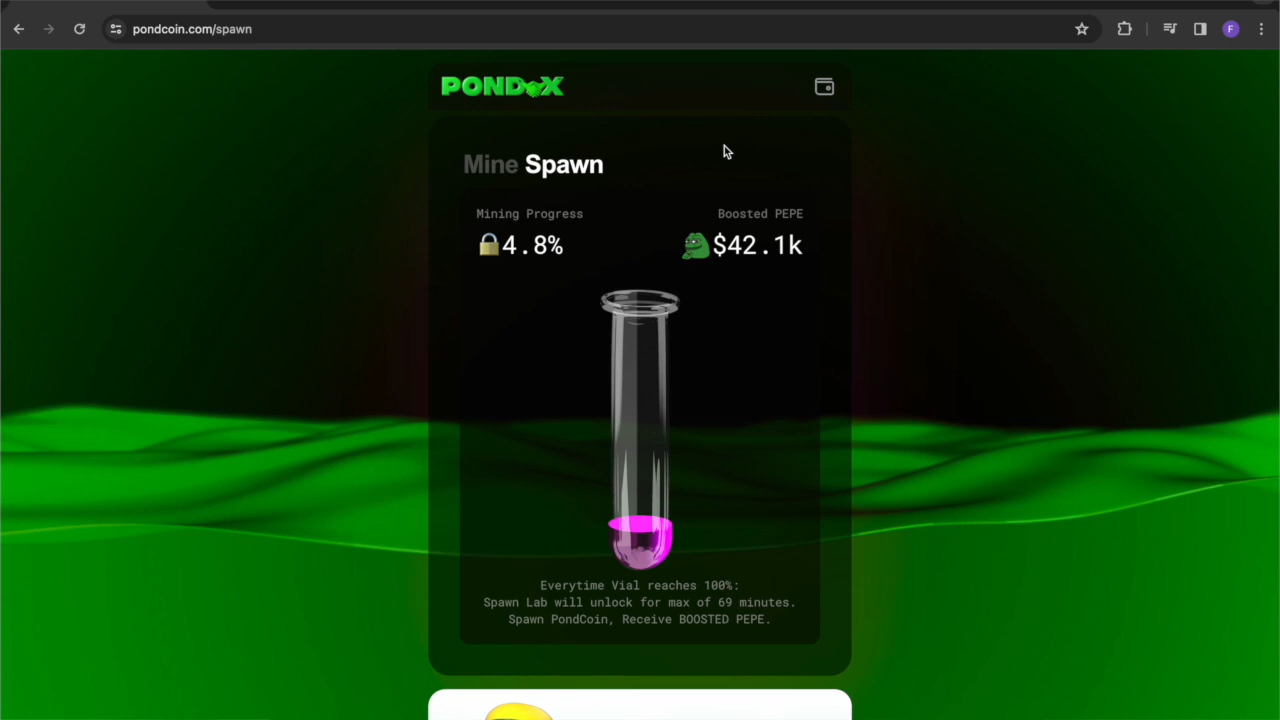 pondcoin.com/spawn
F
PONDX
Mine Spawn
Mining Progress
Boosted PEPE
4.8%
$42.1k
Everytime Vial reaches 100%:
Spawn Lab will unlock for max of 69 minutes.
Spawn PondCoin, Receive BOOSTED PEPE.